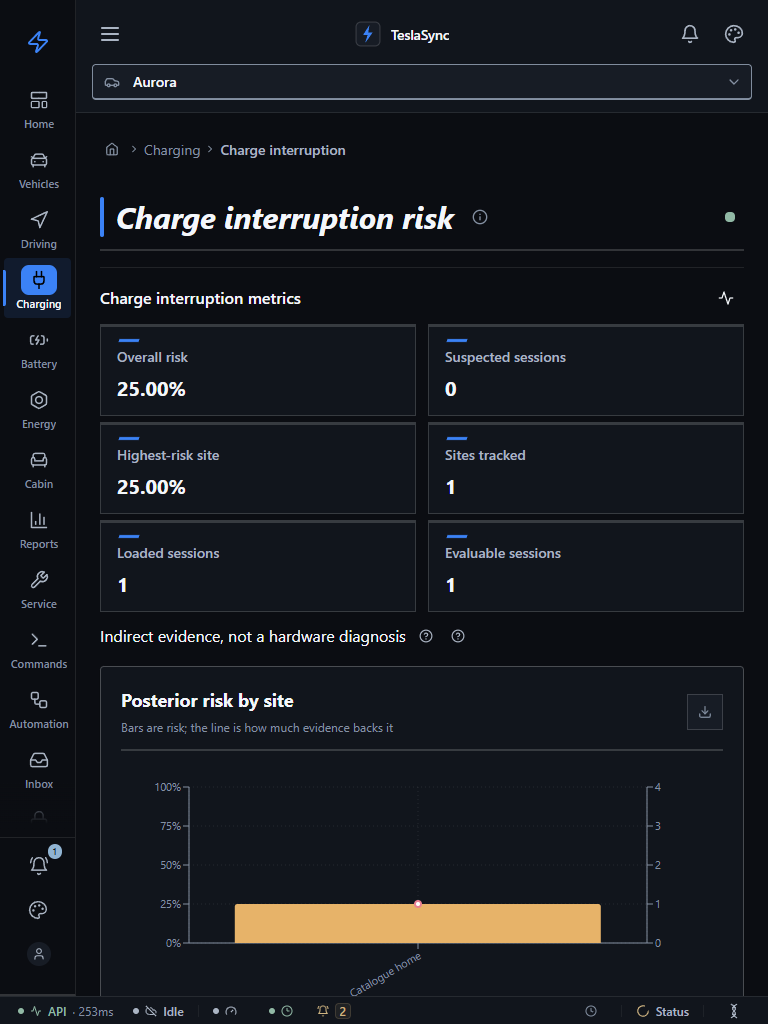 TeslaSync
Aurora
Home
Vehicles
Driving
Charging
Battery
Energy
Cabin
Reports
Service
Commands
Automation
Inbox
1
Charging
Charge interruption
Charge interruption risk
Charge interruption metrics
Overall risk
25.00%
Suspected sessions
0
Highest-risk site
25.00%
Sites tracked
1
Loaded sessions
1
Evaluable sessions
1
Indirect evidence, not a hardware diagnosis
Posterior risk by site
Bars are risk; the line is how much evidence backs it
100%
75%
50%
25%
0%
4
3
2
1
0
Catalogue home
API · 253ms
Idle
2
Status